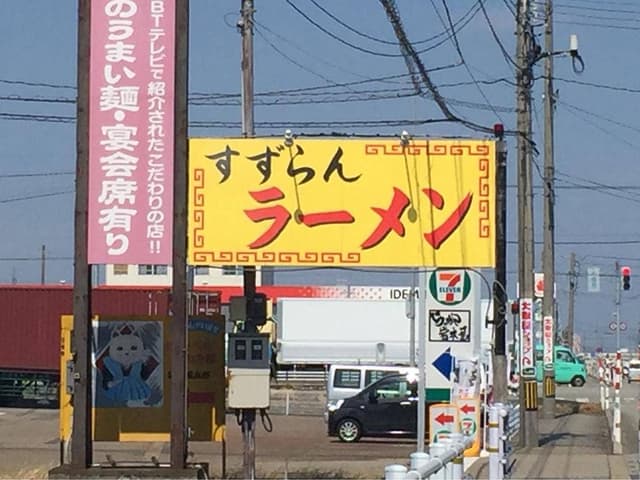 BTテレビで紹介されたこだわりの店!!
のうまい麺・宴会席有り
すずらん
ラーメン
IDEM
7
ELEVEN